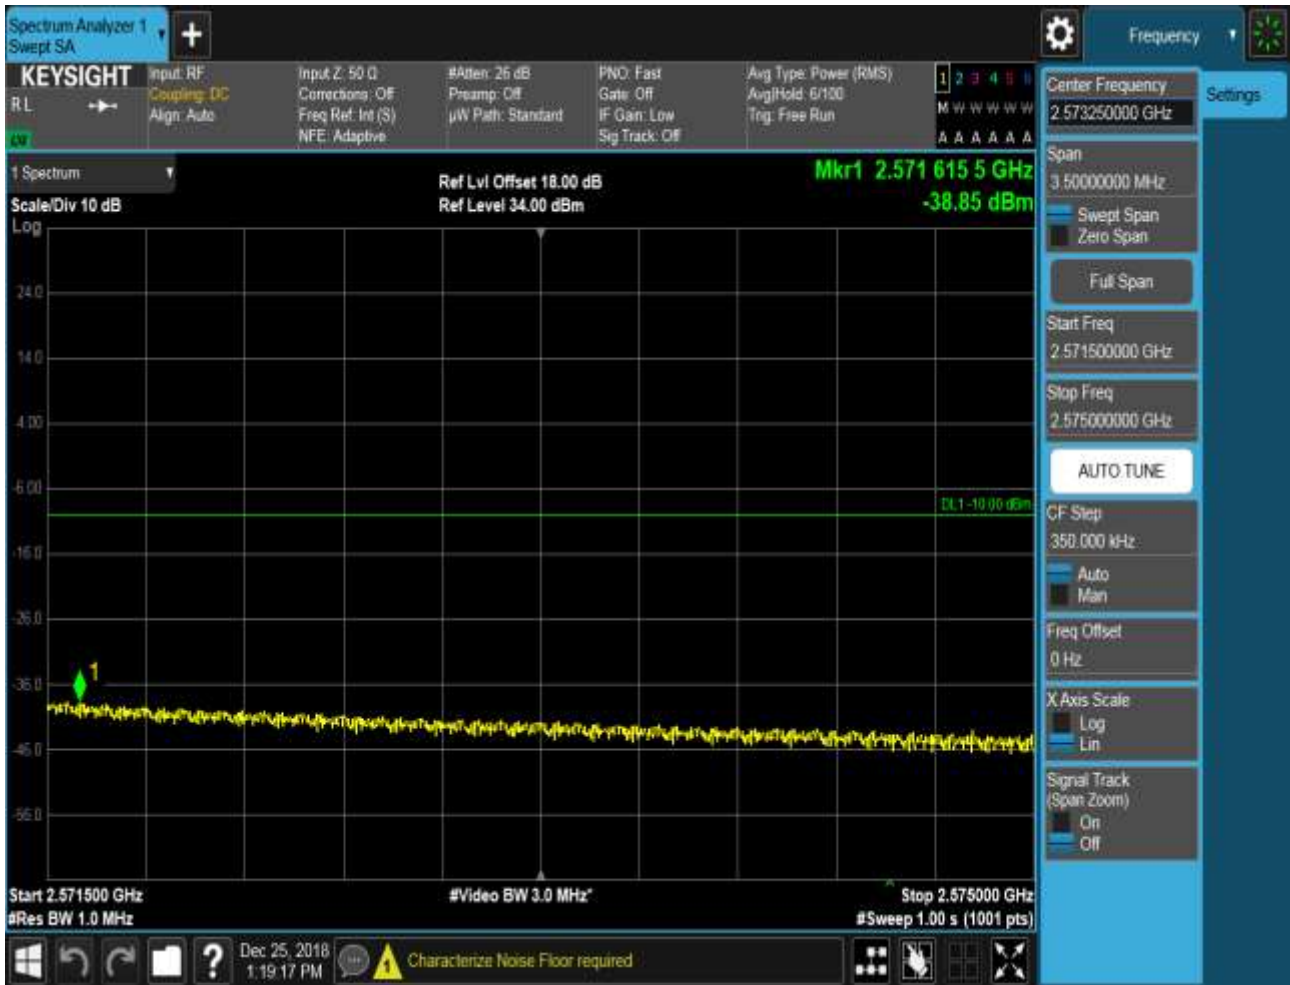 Spectrum Analyzer 1
Swept SA
+
Frequency
KEYSIGHT
RL
LXI
Input: RF
Coupling: DC
Align: Auto
Input Z: 50 Ω
Corrections: Off
Freq Ref: Int (S)
NFE: Adaptive
#Atten: 26 dB
Preamp: Off
µW Path: Standard
PNO: Fast
Gate: Off
IF Gain: Low
Sig Track: Off
Avg Type: Power (RMS)
Avg|Hold: 6/100
Trig: Free Run
1 2 3 4 5 6
M W W W W W
A A A A A A
1 Spectrum
Scale/Div 10 dB
Ref Lvl Offset 18.00 dB
Ref Level 34.00 dBm
Mkr1 2.571 615 5 GHz
-38.85 dBm
Log
24.0
14.0
4.00
-6.00
DL1 -10.00 dBm
-16.0
-26.0
1
-36.0
-46.0
-56.0
Start 2.571500 GHz
#Video BW 3.0 MHz*
Stop 2.575000 GHz
#Res BW 1.0 MHz
#Sweep 1.00 s (1001 pts)
Center Frequency
2.573250000 GHz
Settings
Span
3.50000000 MHz
Swept Span
Zero Span
Full Span
Start Freq
2.571500000 GHz
Stop Freq
2.575000000 GHz
AUTO TUNE
CF Step
350.000 kHz
Auto
Man
Freq Offset
0 Hz
X Axis Scale
Log
Lin
Signal Track
(Span Zoom)
On
Off
?
Dec 25, 2018
1:19:17 PM
1
Characterize Noise Floor required